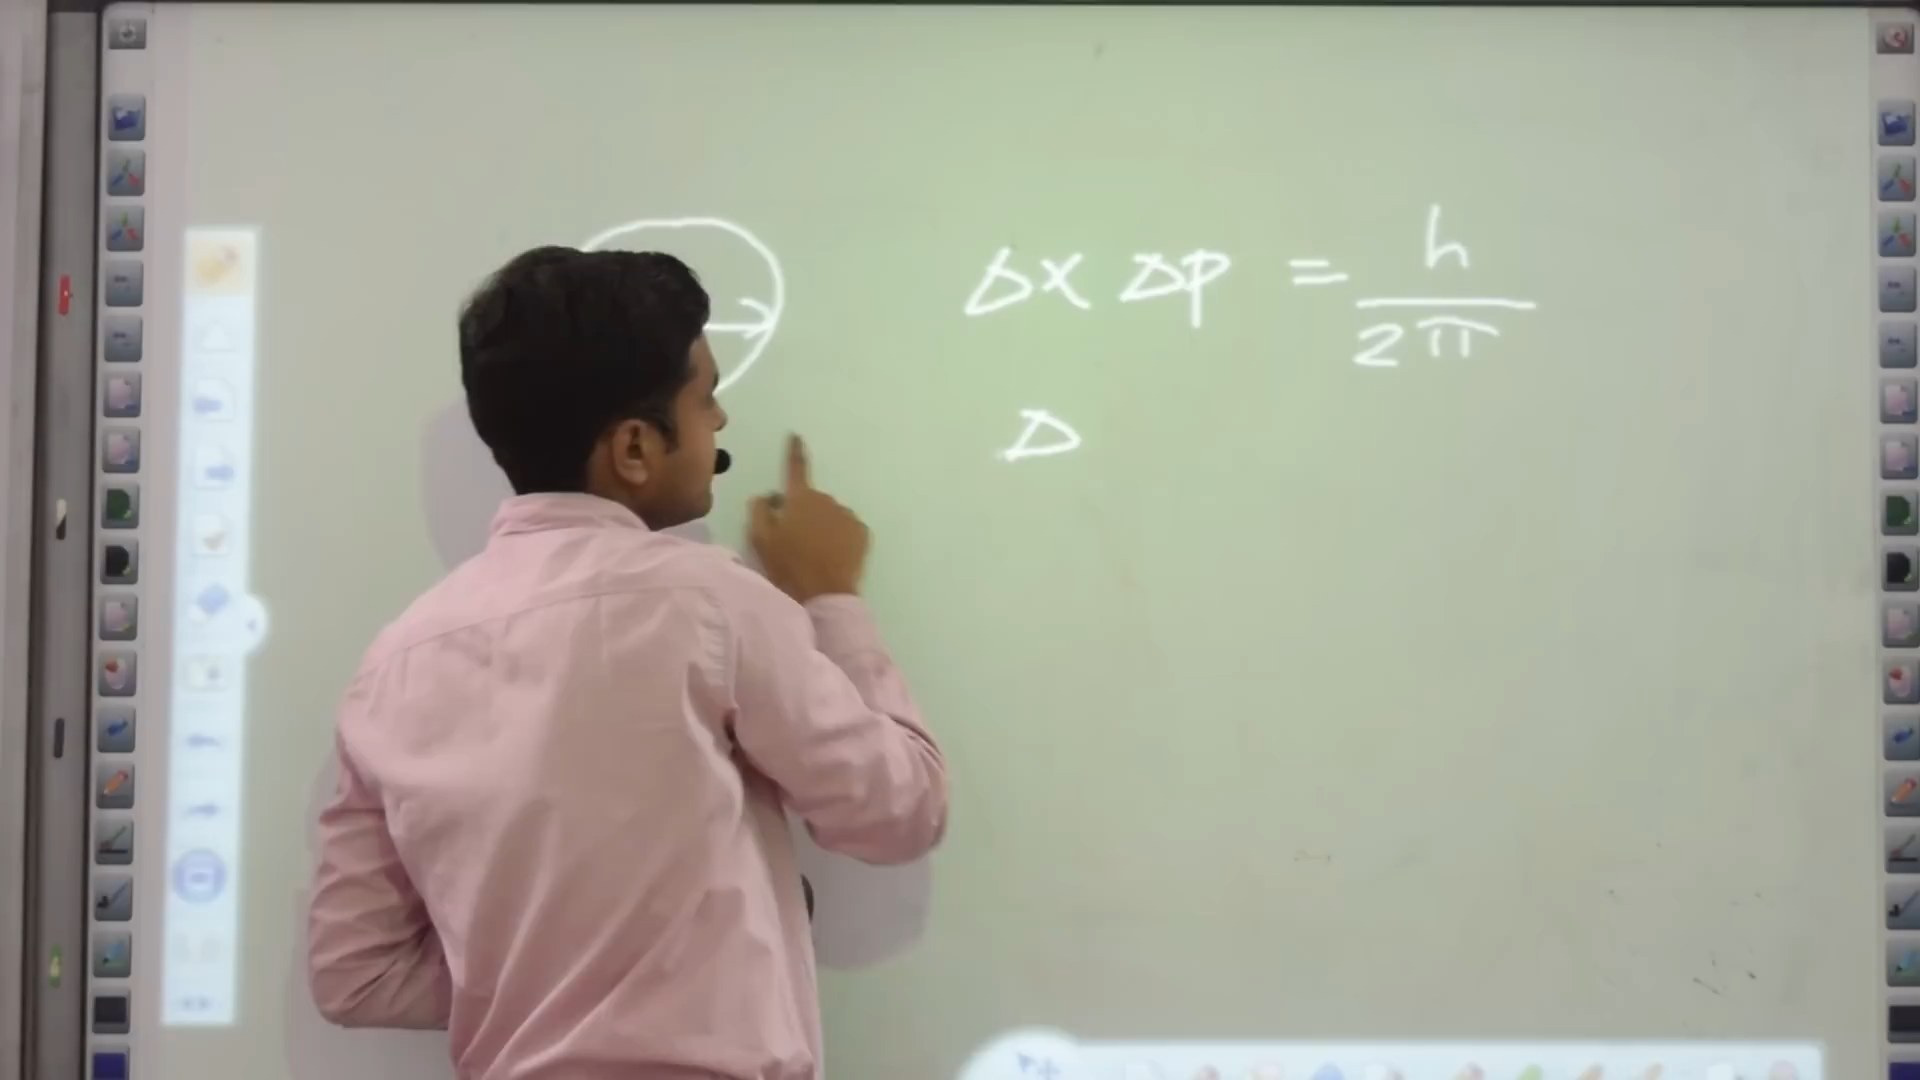 Δx Δp = h / 2π
Δ